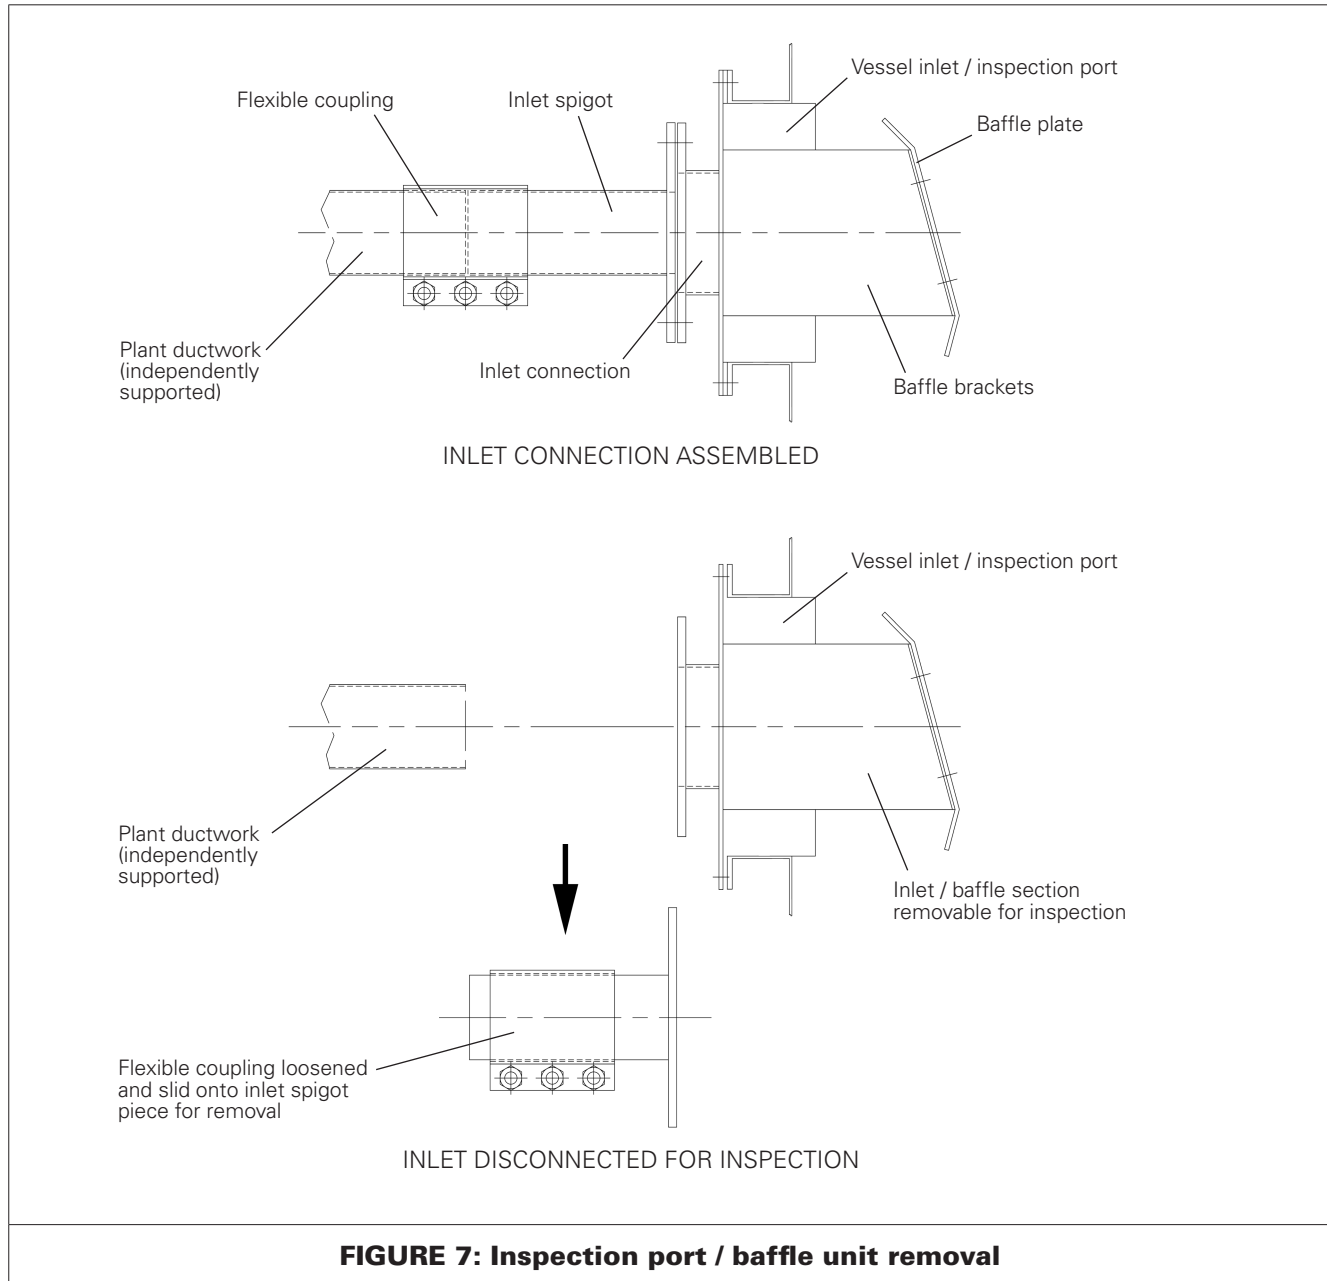 Vessel inlet / inspection port
Flexible coupling
Inlet spigot
Baffle plate
Plant ductwork
(independently
supported)
Inlet connection
Baffle brackets
INLET CONNECTION ASSEMBLED
Vessel inlet / inspection port
Plant ductwork
(independently
supported)
Inlet / baffle section
removable for inspection
Flexible coupling loosened
and slid onto inlet spigot
piece for removal
INLET DISCONNECTED FOR INSPECTION
FIGURE 7: Inspection port / baffle unit removal